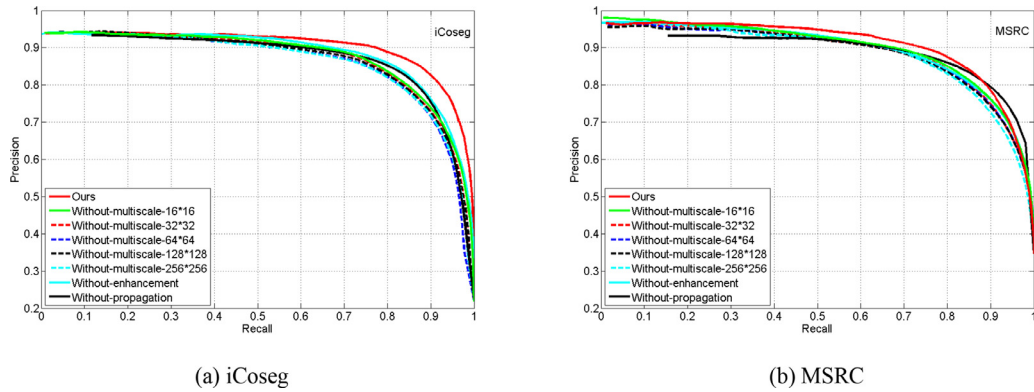 1
0.9
0.8
0.7
0.6
0.5
0.4
0.3
0.2
Precision
iCoseg
Ours
Without-multiscale-16*16
Without-multiscale-32*32
Without-multiscale-64*64
Without-multiscale-128*128
Without-multiscale-256*256
Without-enhancement
Without-propagation
0 0.1 0.2 0.3 0.4 0.5 0.6 0.7 0.8 0.9 1
Recall
(a) iCoseg
1
0.9
0.8
0.7
0.6
0.5
0.4
0.3
0.2
Precision
MSRC
Ours
Without-multiscale-16*16
Without-multiscale-32*32
Without-multiscale-64*64
Without-multiscale-128*128
Without-multiscale-256*256
Without-enhancement
Without-propagation
0 0.1 0.2 0.3 0.4 0.5 0.6 0.7 0.8 0.9 1
Recall
(b) MSRC